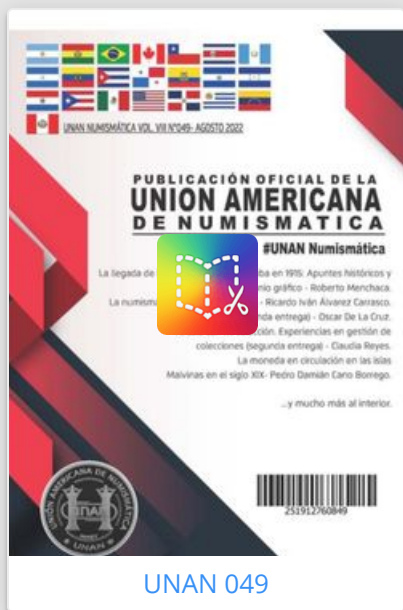 UNAN NUMISMÁTICA VOL. VIII N°049- AGOSTO 2022
PUBLICACIÓN OFICIAL DE LA
UNION AMERICANA
DE NUMISMATICA
#UNAN Numismática
La llegada de ba en 1915: Apuntes históricos y
nio gráfico - Roberto Menchaca.
La numismá - Ricardo Iván Álvarez Carrasco.
nda entrega) - Oscar De La Cruz.
ción. Experiencias en gestión de
colecciones (segunda entrega) - Claudia Reyes.
La moneda en circulación en las islas
Malvinas en el siglo XIX- Pedro Damián Cano Borrego.
...y mucho más al interior.
UNION AMERICANA DE NUMISMÁTICA
UNAN
UNAN
251912760849
UNAN 049